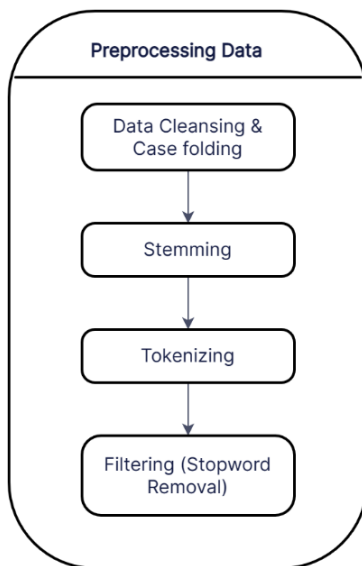 Preprocessing Data
Data Cleansing &
Case folding
Stemming
Tokenizing
Filtering (Stopword
Removal)